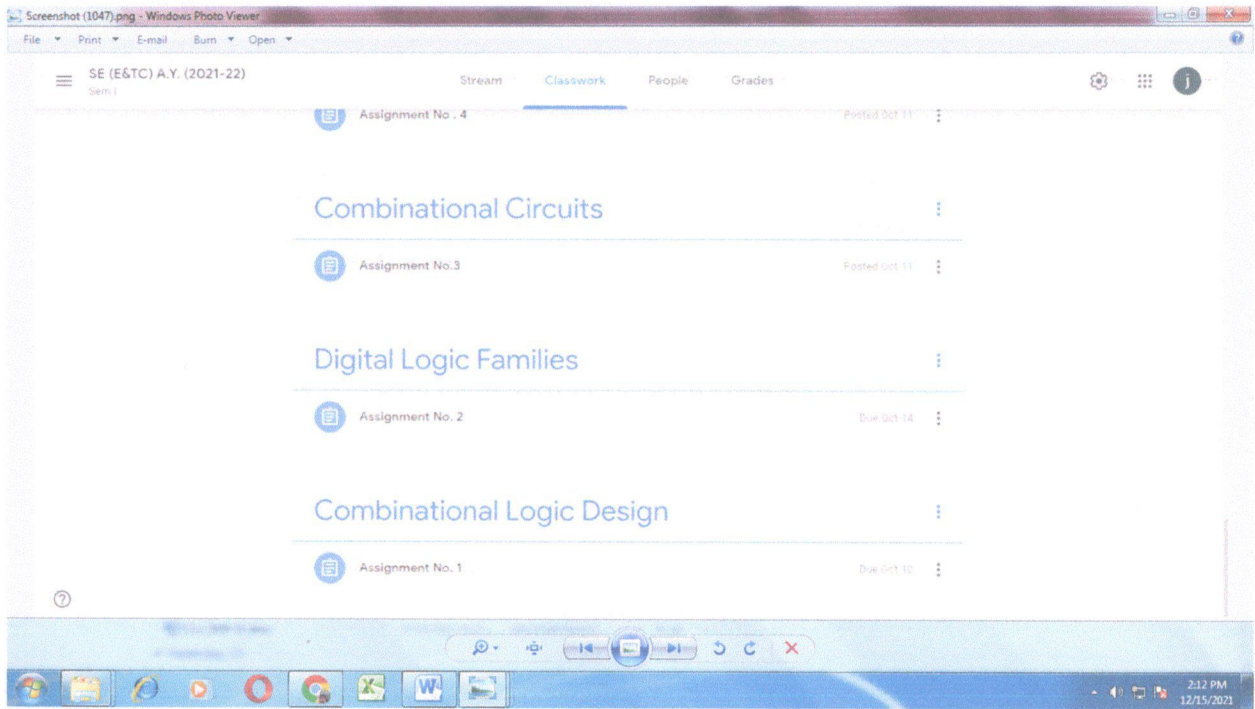 Screenshot (1047).png - Windows Photo Viewer
File Print E-mail Burn Open
SE (E&TC) A.Y. (2021-22)
Sem I
Stream Classwork People Grades
j
Assignment No . 4 Posted Oct 11
Combinational Circuits
Assignment No.3 Posted Oct 11
Digital Logic Families
Assignment No. 2 Due Oct 14
Combinational Logic Design
Assignment No. 1 Due Oct 10
2:12 PM
12/15/2021